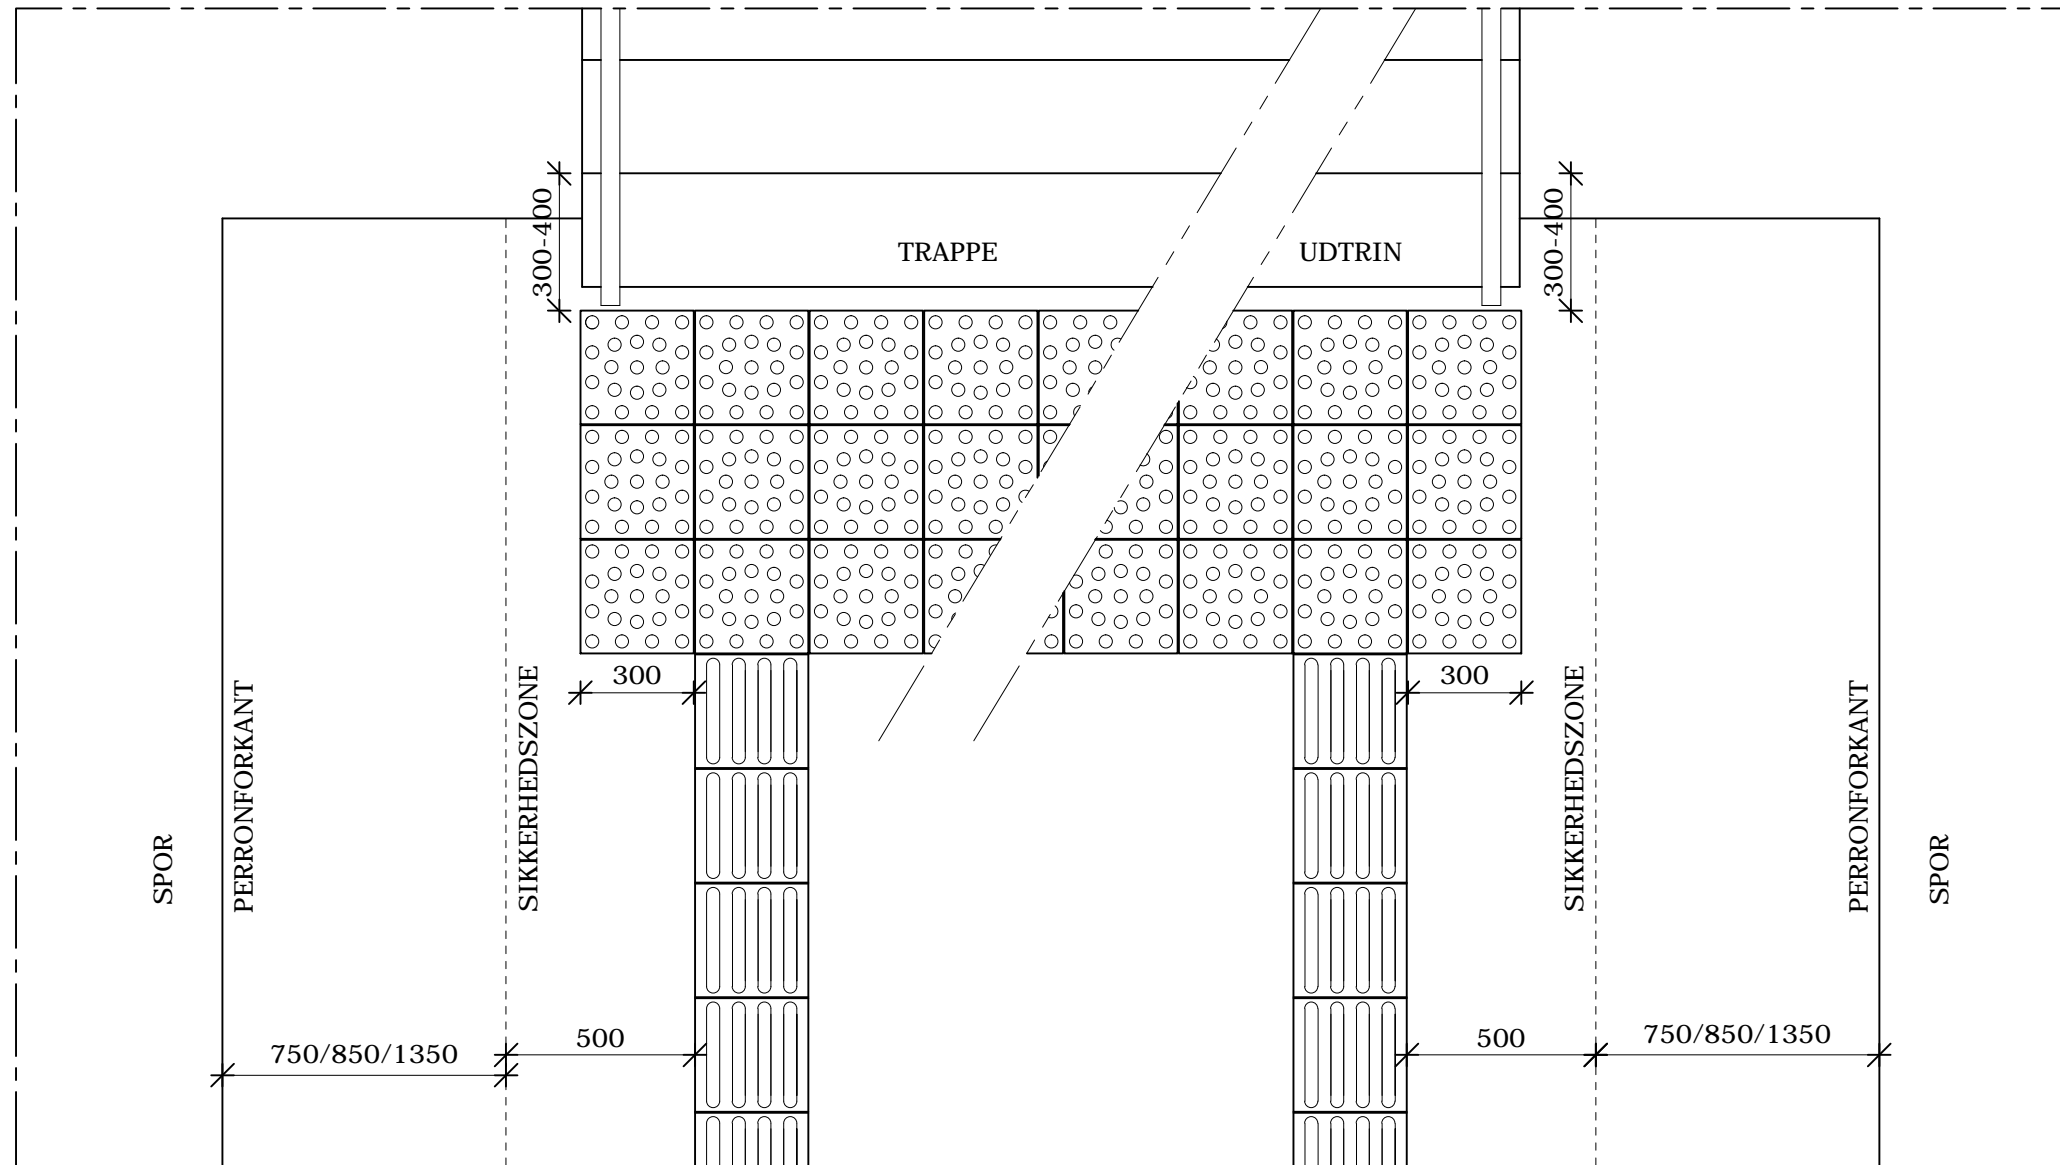 300-400
300-400
TRAPPE
UDTRIN
300
300
SPOR
PERRONFORKANT
SIKKERHEDSZONE
SIKKERHEDSZONE
PERRONFORKANT
SPOR
750/850/1350
500
500
750/850/1350